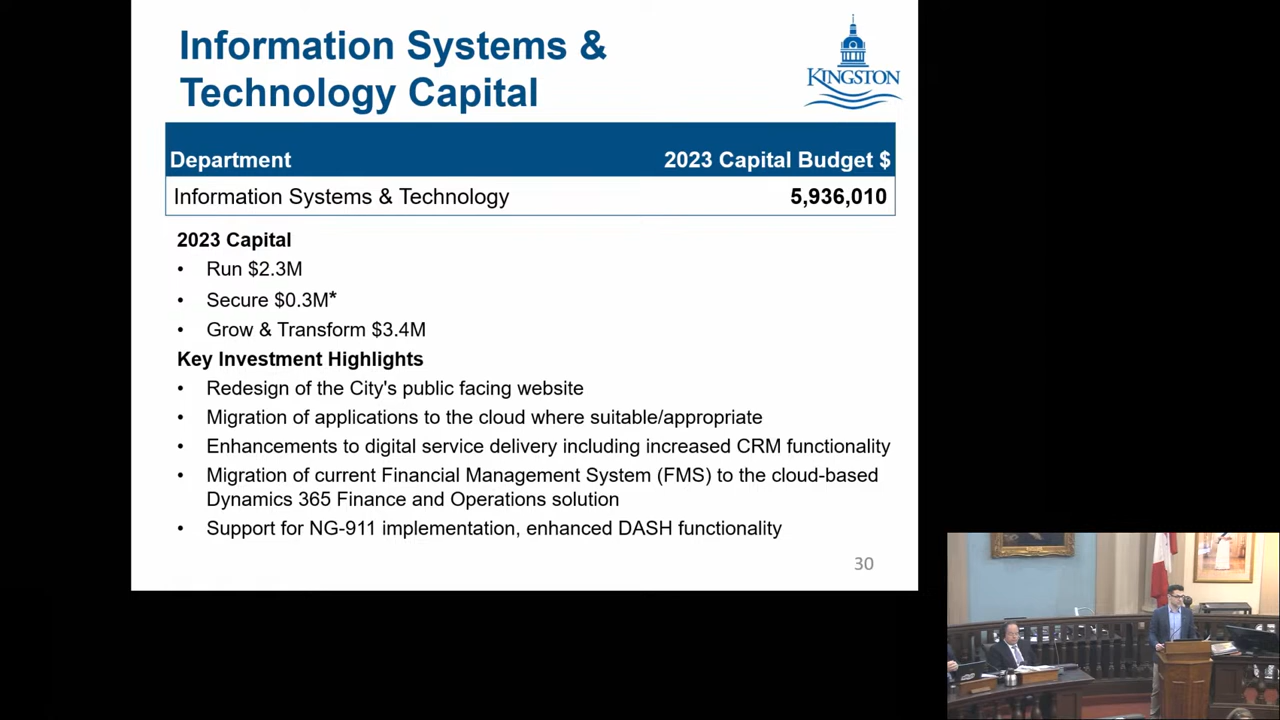 Information Systems &
Technology Capital
KINGSTON
Department 2023 Capital Budget $
Information Systems & Technology 5,936,010
2023 Capital
• Run $2.3M
• Secure $0.3M*
• Grow & Transform $3.4M
Key Investment Highlights
• Redesign of the City's public facing website
• Migration of applications to the cloud where suitable/appropriate
• Enhancements to digital service delivery including increased CRM functionality
• Migration of current Financial Management System (FMS) to the cloud-based
Dynamics 365 Finance and Operations solution
• Support for NG-911 implementation, enhanced DASH functionality
30